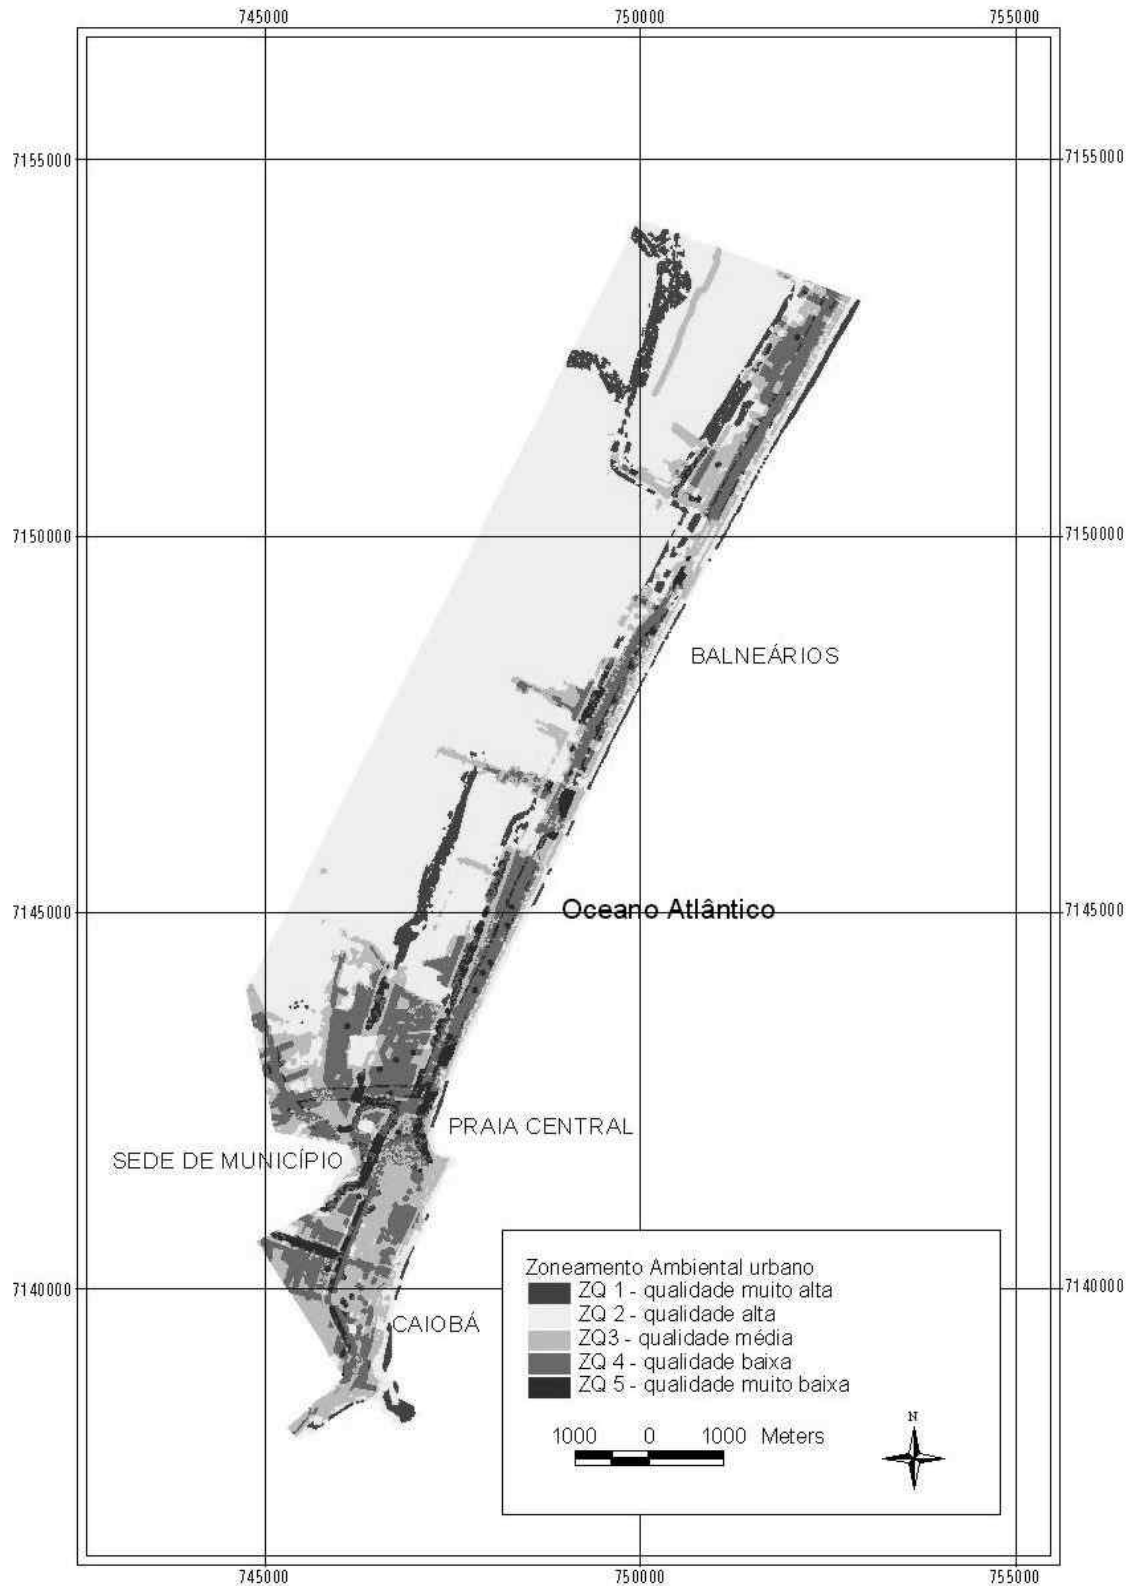 745000 750000 755000
7155000 7155000
7150000 7150000
BALNEÁRIOS
7145000 Oceano Atlântico 7145000
PRAIA CENTRAL
SEDE DE MUNICÍPIO
7140000 7140000
CAIOBÁ
Zoneamento Ambiental urbano
ZQ 1 - qualidade muito alta
ZQ 2 - qualidade alta
ZQ3 - qualidade média
ZQ 4 - qualidade baixa
ZQ 5 - qualidade muito baixa
1000 0 1000 Meters
N
745000 750000 755000